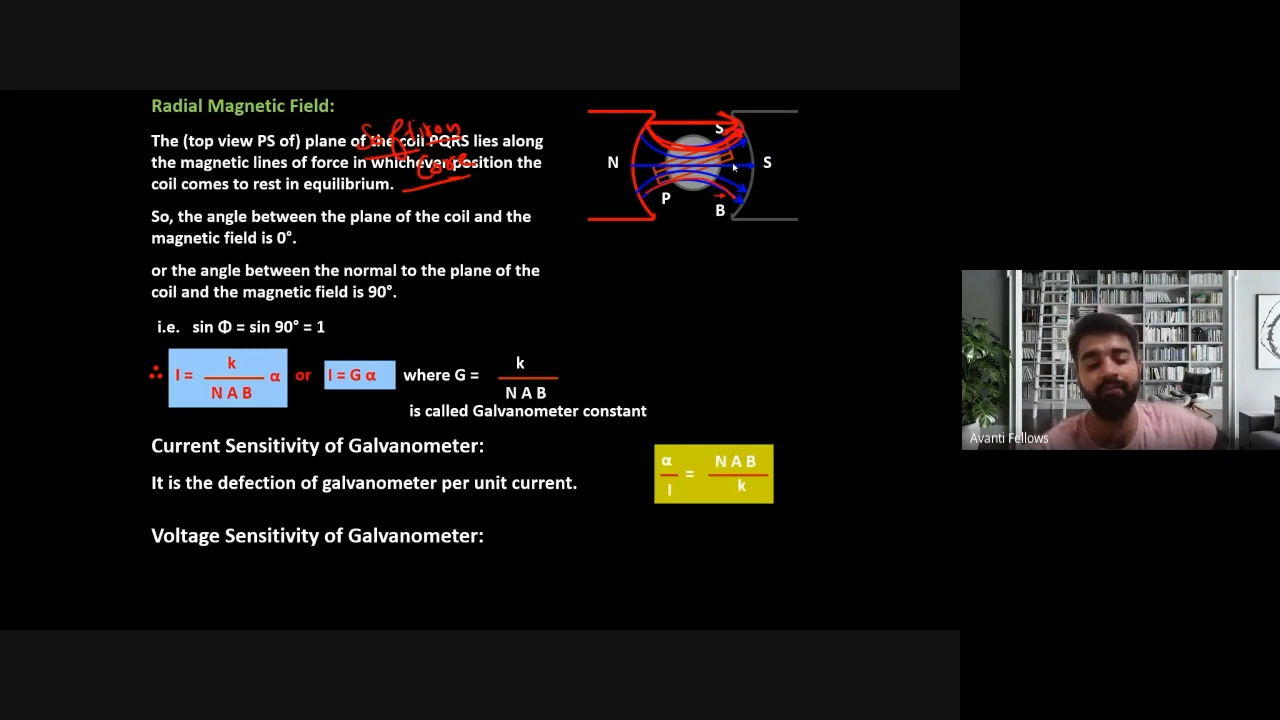 Radial Magnetic Field:
The (top view PS of) plane of the coil PQRS lies along
the magnetic lines of force in whichever position the
coil comes to rest in equilibrium.
Soft iron
Core
So, the angle between the plane of the coil and the
magnetic field is 0°.
or the angle between the normal to the plane of the
coil and the magnetic field is 90°.
i.e. sin Φ = sin 90° = 1
∴ I = k / N A B α or I = G α where G = k / N A B
is called Galvanometer constant
Current Sensitivity of Galvanometer:
It is the defection of galvanometer per unit current.
α / I = N A B / k
Voltage Sensitivity of Galvanometer:
N
S
S
P
B
Avanti Fellows